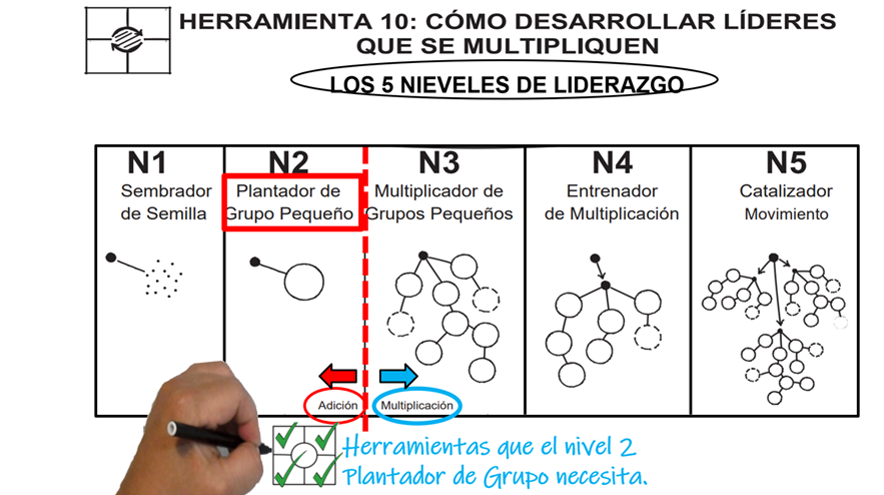 HERRAMIENTA 10: CÓMO DESARROLLAR LÍDERES
QUE SE MULTIPLIQUEN
LOS 5 NIEVELES DE LIDERAZGO
N1
Sembrador
de Semilla
N2
Plantador de
Grupo Pequeño
N3
Multiplicador de
Grupos Pequeños
N4
Entrenador
de Multiplicación
N5
Catalizador
Movimiento
Adición
Multiplicación
Herramientas que el nivel 2
Plantador de Grupo necesita.